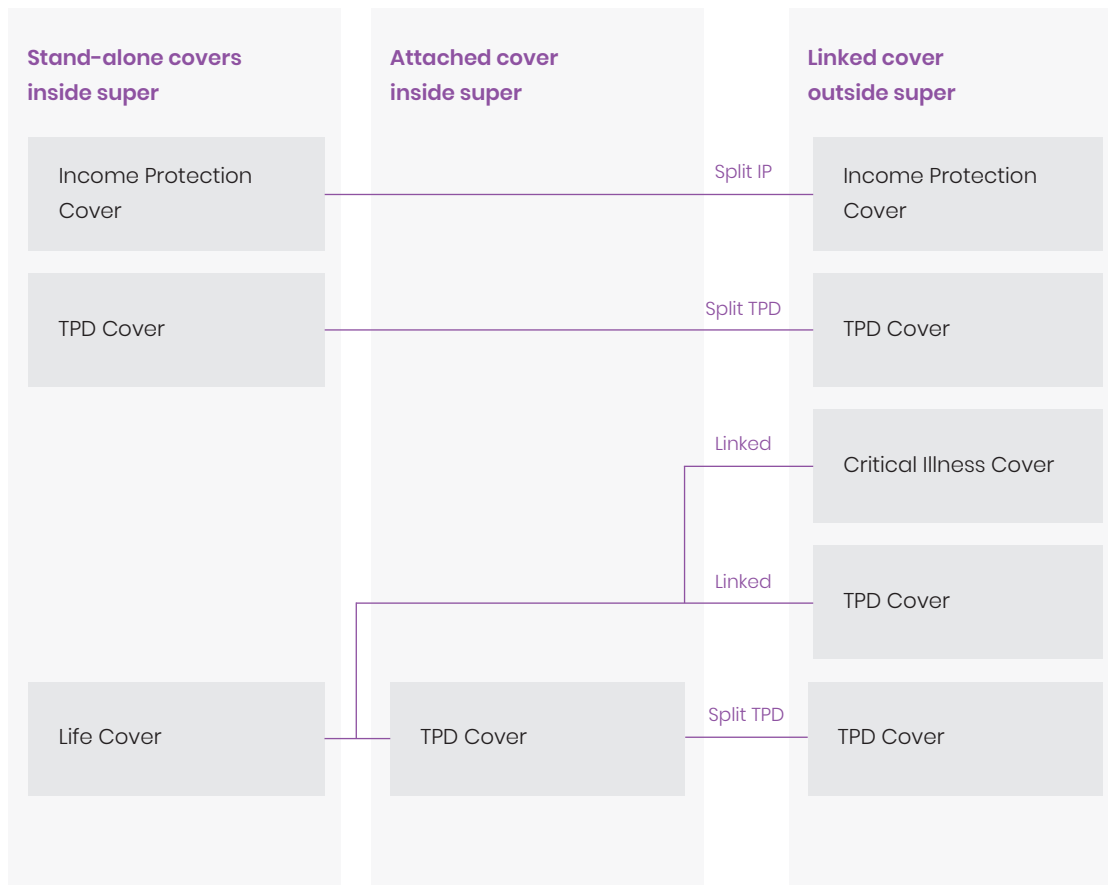 Stand-alone covers
inside super
Attached cover
inside super
Linked cover
outside super
Income Protection
Cover
Split IP
Income Protection
Cover
TPD Cover
Split TPD
TPD Cover
Linked
Critical Illness Cover
Linked
TPD Cover
Life Cover
TPD Cover
Split TPD
TPD Cover